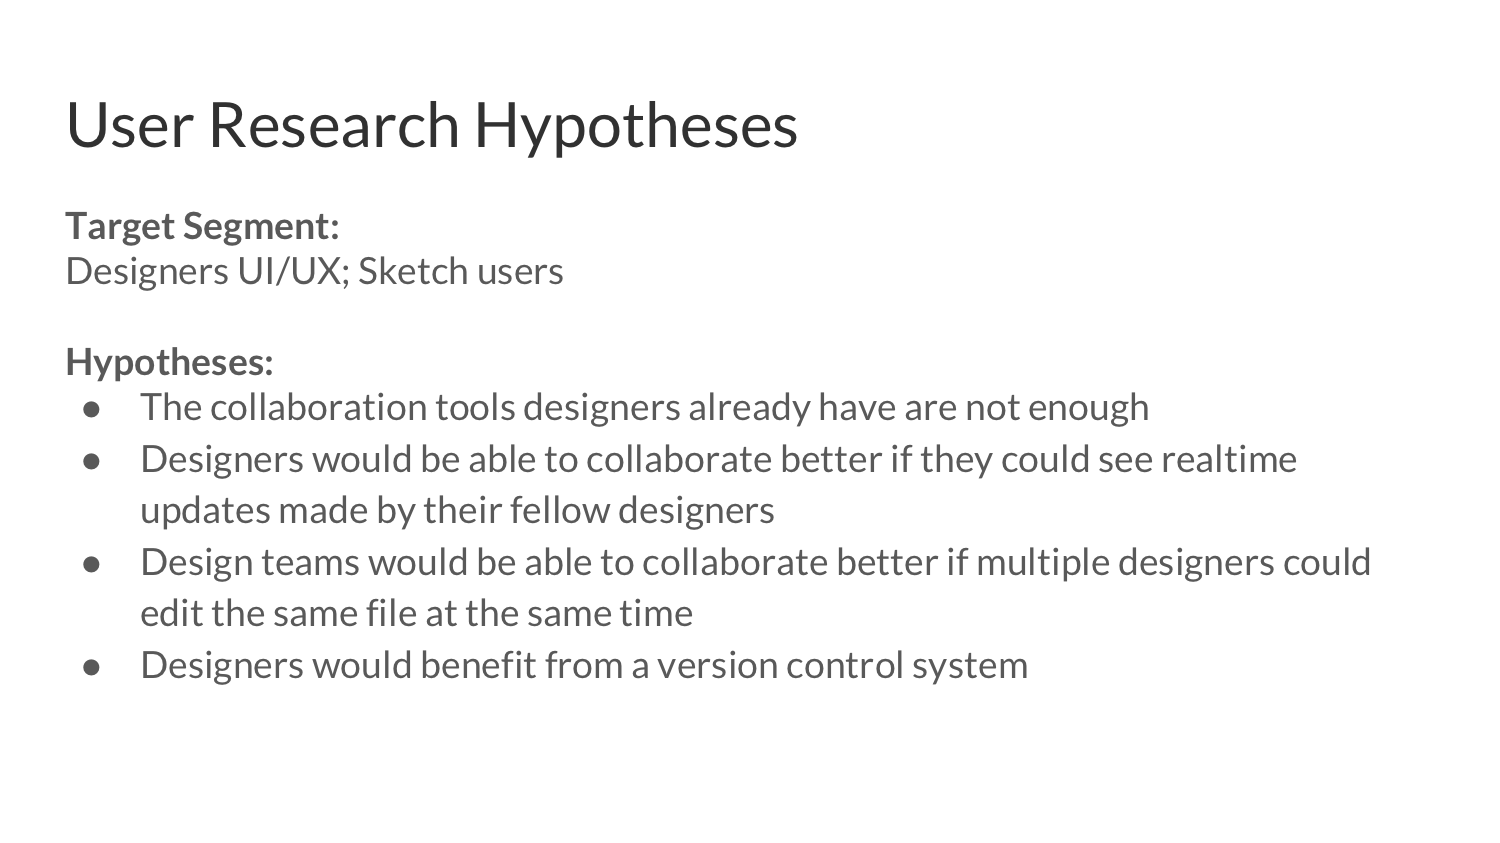 User Research Hypotheses
Target Segment:
Designers UI/UX; Sketch users
Hypotheses:
● The collaboration tools designers already have are not enough
● Designers would be able to collaborate better if they could see realtime
updates made by their fellow designers
● Design teams would be able to collaborate better if multiple designers could
edit the same file at the same time
● Designers would benefit from a version control system